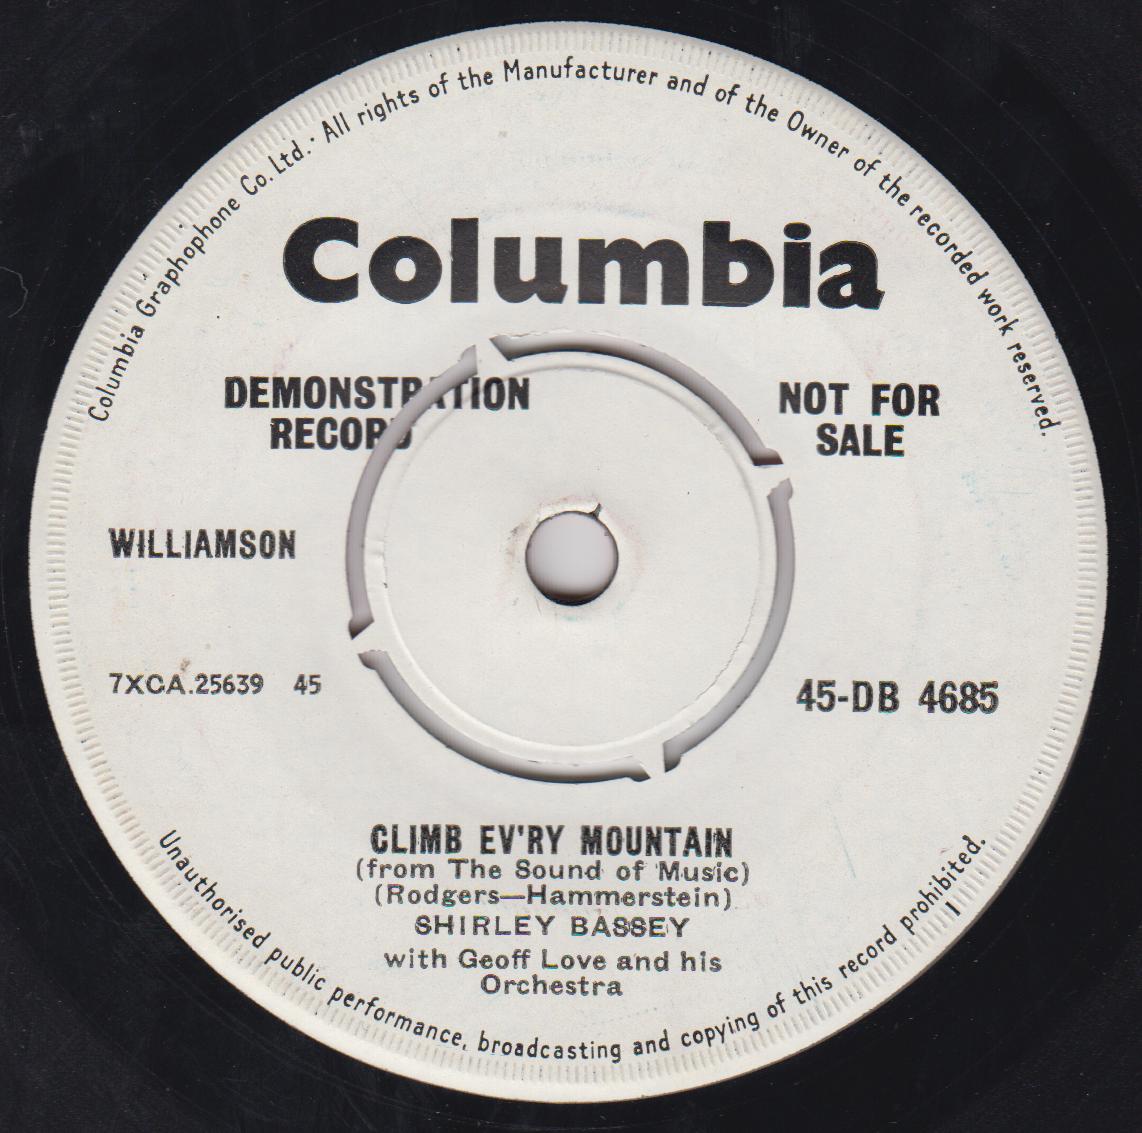 Columbia Graphophone Co. Ltd. · All rights of the Manufacturer and of the Owner of the recorded work reserved.
Columbia
DEMONSTRATION
RECORD
NOT FOR
SALE
WILLIAMSON
7XCA.25639 45
45-DB 4685
CLIMB EV'RY MOUNTAIN
(from The Sound of Music)
(Rodgers—Hammerstein)
SHIRLEY BASSEY
with Geoff Love and his
Orchestra
Unauthorised public performance, broadcasting and copying of this record prohibited.